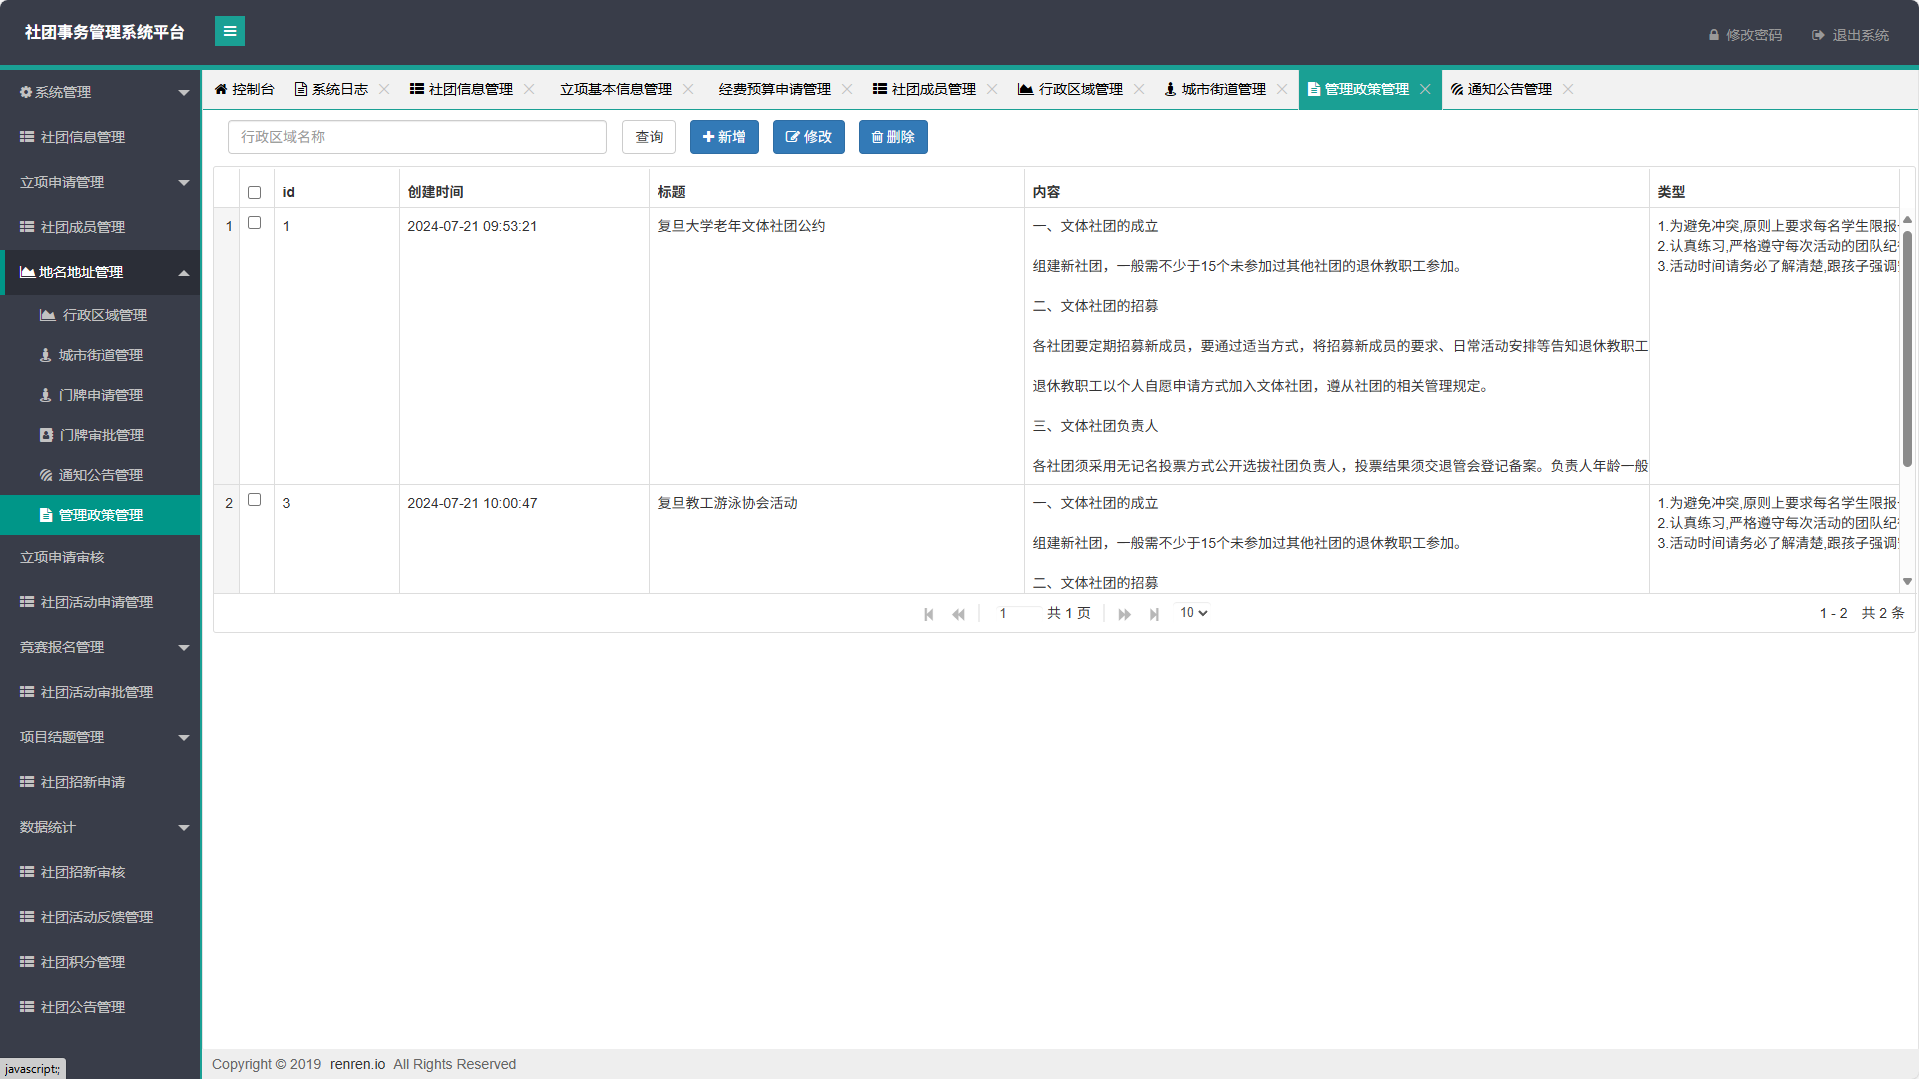 社团事务管理系统平台
修改密码 退出系统
系统管理
社团信息管理
立项申请管理
社团成员管理
地名地址管理
行政区域管理
城市街道管理
门牌申请管理
门牌审批管理
通知公告管理
管理政策管理
立项申请审核
社团活动申请管理
竞赛报名管理
社团活动审批管理
项目结题管理
社团招新申请
数据统计
社团招新审核
社团活动反馈管理
社团积分管理
社团公告管理
javascript:;
控制台 系统日志 社团信息管理 立项基本信息管理 经费预算申请管理 社团成员管理 行政区域管理 城市街道管理 管理政策管理 通知公告管理
行政区域名称 查询 新增 修改 删除
id 创建时间 标题 内容 类型
1 1 2024-07-21 09:53:21 复旦大学老年文体社团公约
一、文体社团的成立
组建新社团，一般需不少于15个未参加过其他社团的退休教职工参加。
二、文体社团的招募
各社团要定期招募新成员，要通过适当方式，将招募新成员的要求、日常活动安排等告知退休教职工
退休教职工以个人自愿申请方式加入文体社团，遵从社团的相关管理规定。
三、文体社团负责人
各社团须采用无记名投票方式公开选拔社团负责人，投票结果须交退管会登记备案。负责人年龄一般
1.为避免冲突,原则上要求每名学生限报
2.认真练习,严格遵守每次活动的团队纪
3.活动时间请务必了解清楚,跟孩子强调
2 3 2024-07-21 10:00:47 复旦教工游泳协会活动
一、文体社团的成立
组建新社团，一般需不少于15个未参加过其他社团的退休教职工参加。
二、文体社团的招募
1.为避免冲突,原则上要求每名学生限报
2.认真练习,严格遵守每次活动的团队纪
3.活动时间请务必了解清楚,跟孩子强调
1 共 1 页 10 1 - 2 共 2 条
Copyright © 2019 renren.io All Rights Reserved